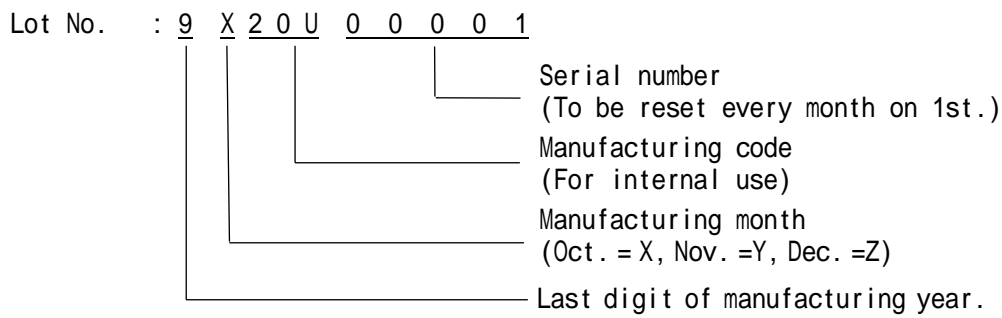 Lot No. : 9 X 2 0 U 0 0 0 0 1
Serial number
(To be reset every month on 1st.)
Manufacturing code
(For internal use)
Manufacturing month
(Oct. = X, Nov. =Y, Dec. =Z)
Last digit of manufacturing year.